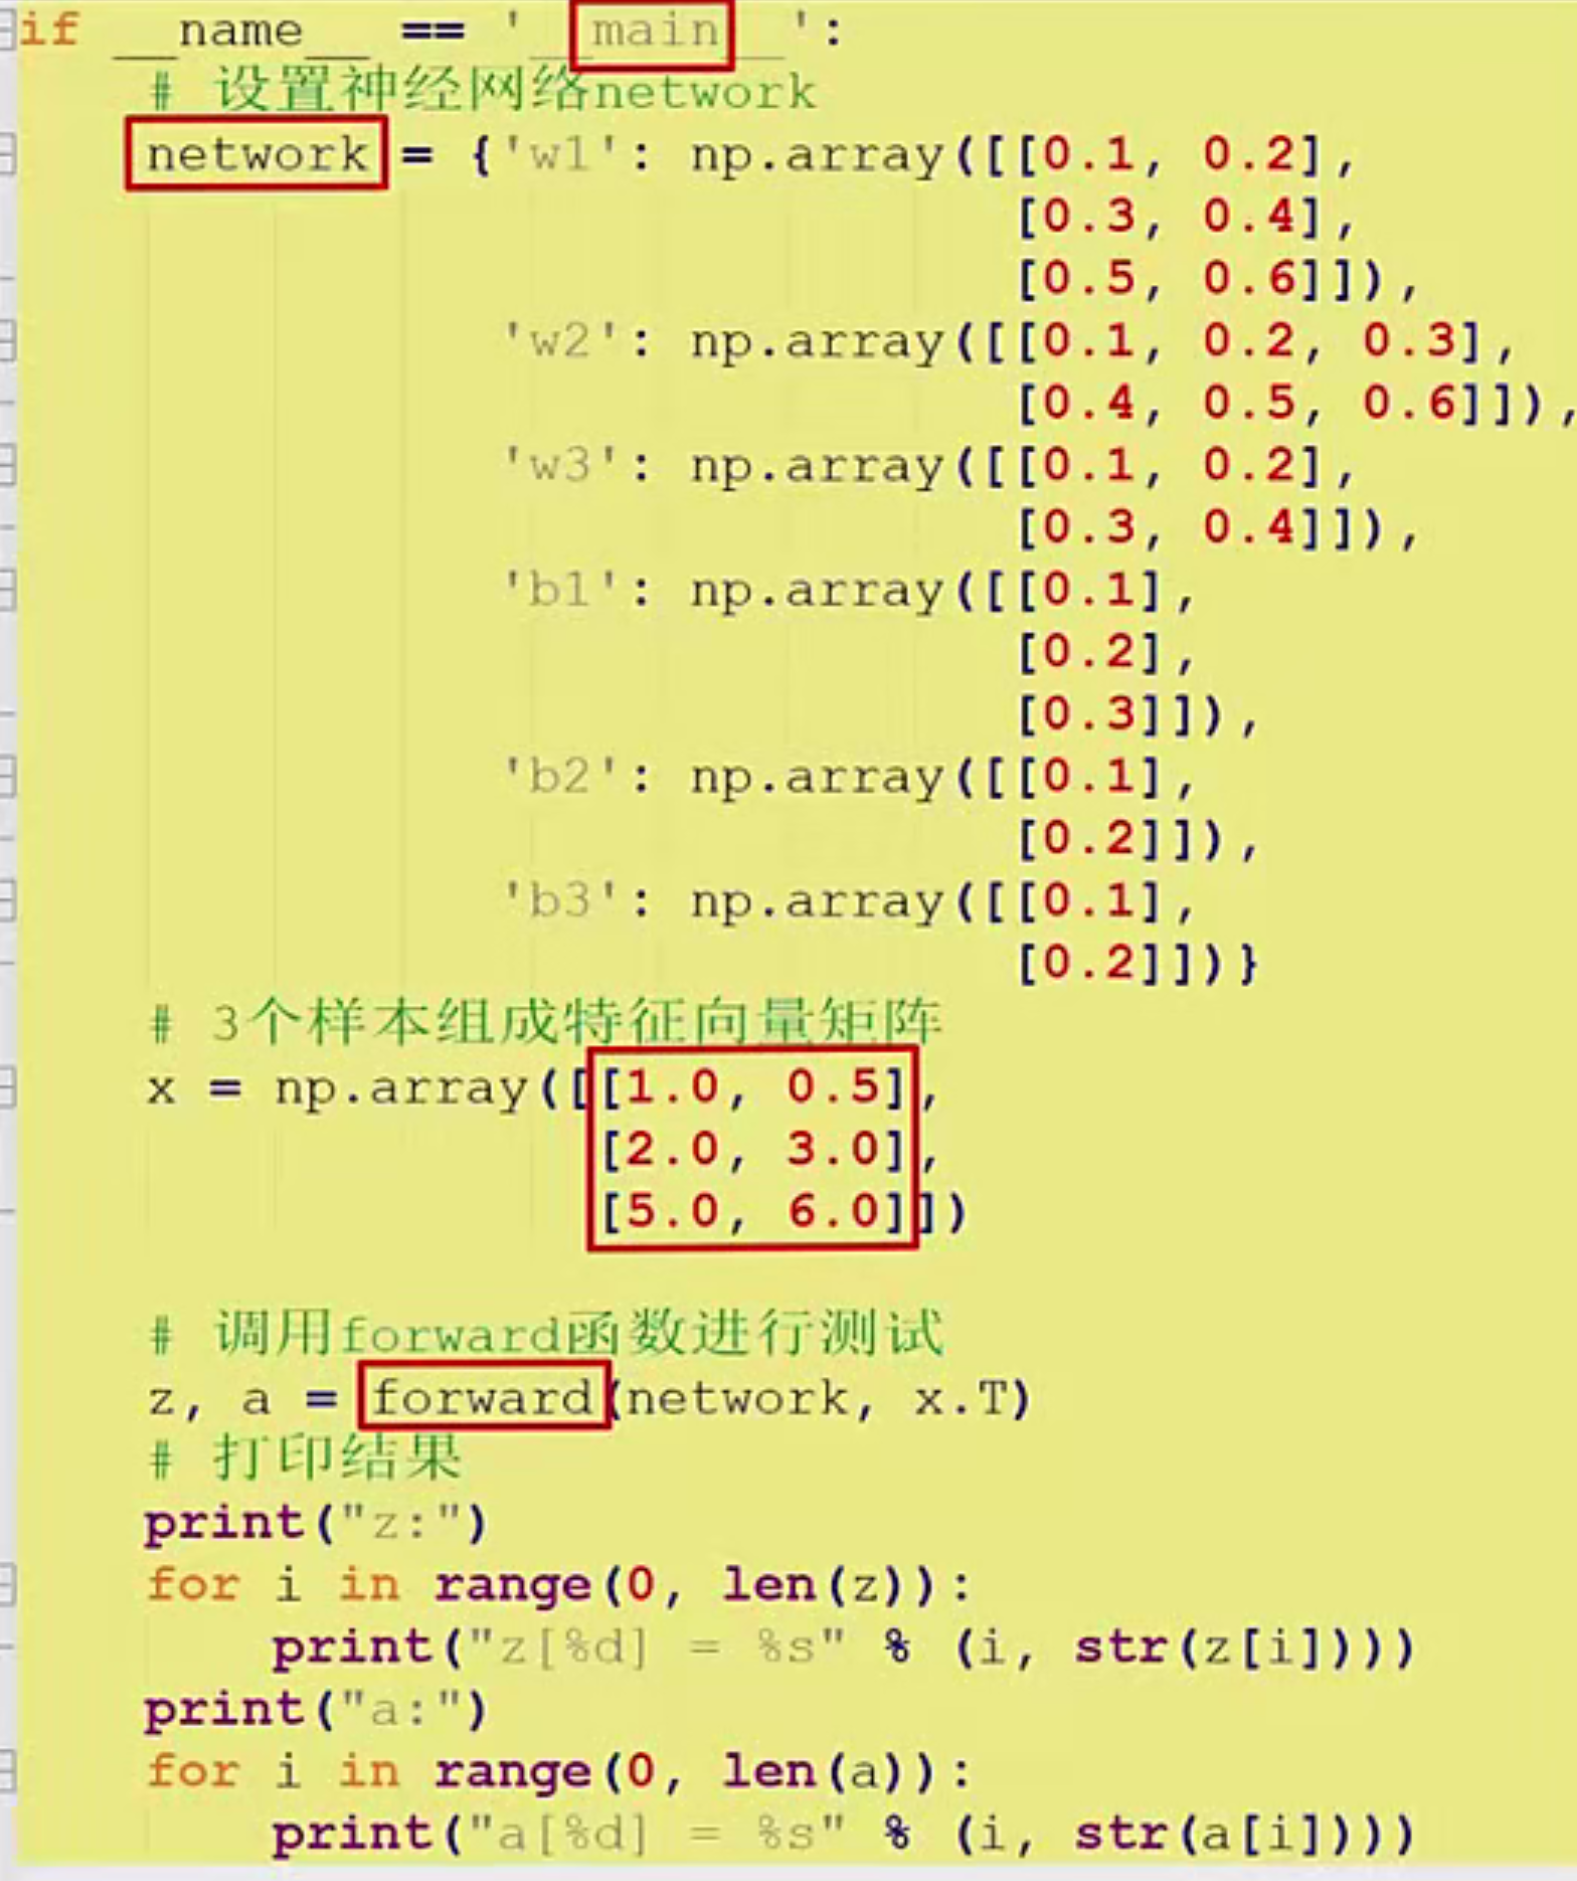 if __name__ == '__main__':
    # 设置神经网络network
    network = {'w1': np.array([[0.1, 0.2],
                               [0.3, 0.4],
                               [0.5, 0.6]]),
               'w2': np.array([[0.1, 0.2, 0.3],
                               [0.4, 0.5, 0.6]]),
               'w3': np.array([[0.1, 0.2],
                               [0.3, 0.4]]),
               'b1': np.array([[0.1],
                               [0.2],
                               [0.3]]),
               'b2': np.array([[0.1],
                               [0.2]]),
               'b3': np.array([[0.1],
                               [0.2]])}
    # 3个样本组成特征向量矩阵
    x = np.array([[1.0, 0.5],
                  [2.0, 3.0],
                  [5.0, 6.0]])
    # 调用forward函数进行测试
    z, a = forward(network, x.T)
    # 打印结果
    print("z:")
    for i in range(0, len(z)):
        print("z[%d] = %s" % (i, str(z[i])))
    print("a:")
    for i in range(0, len(a)):
        print("a[%d] = %s" % (i, str(a[i])))